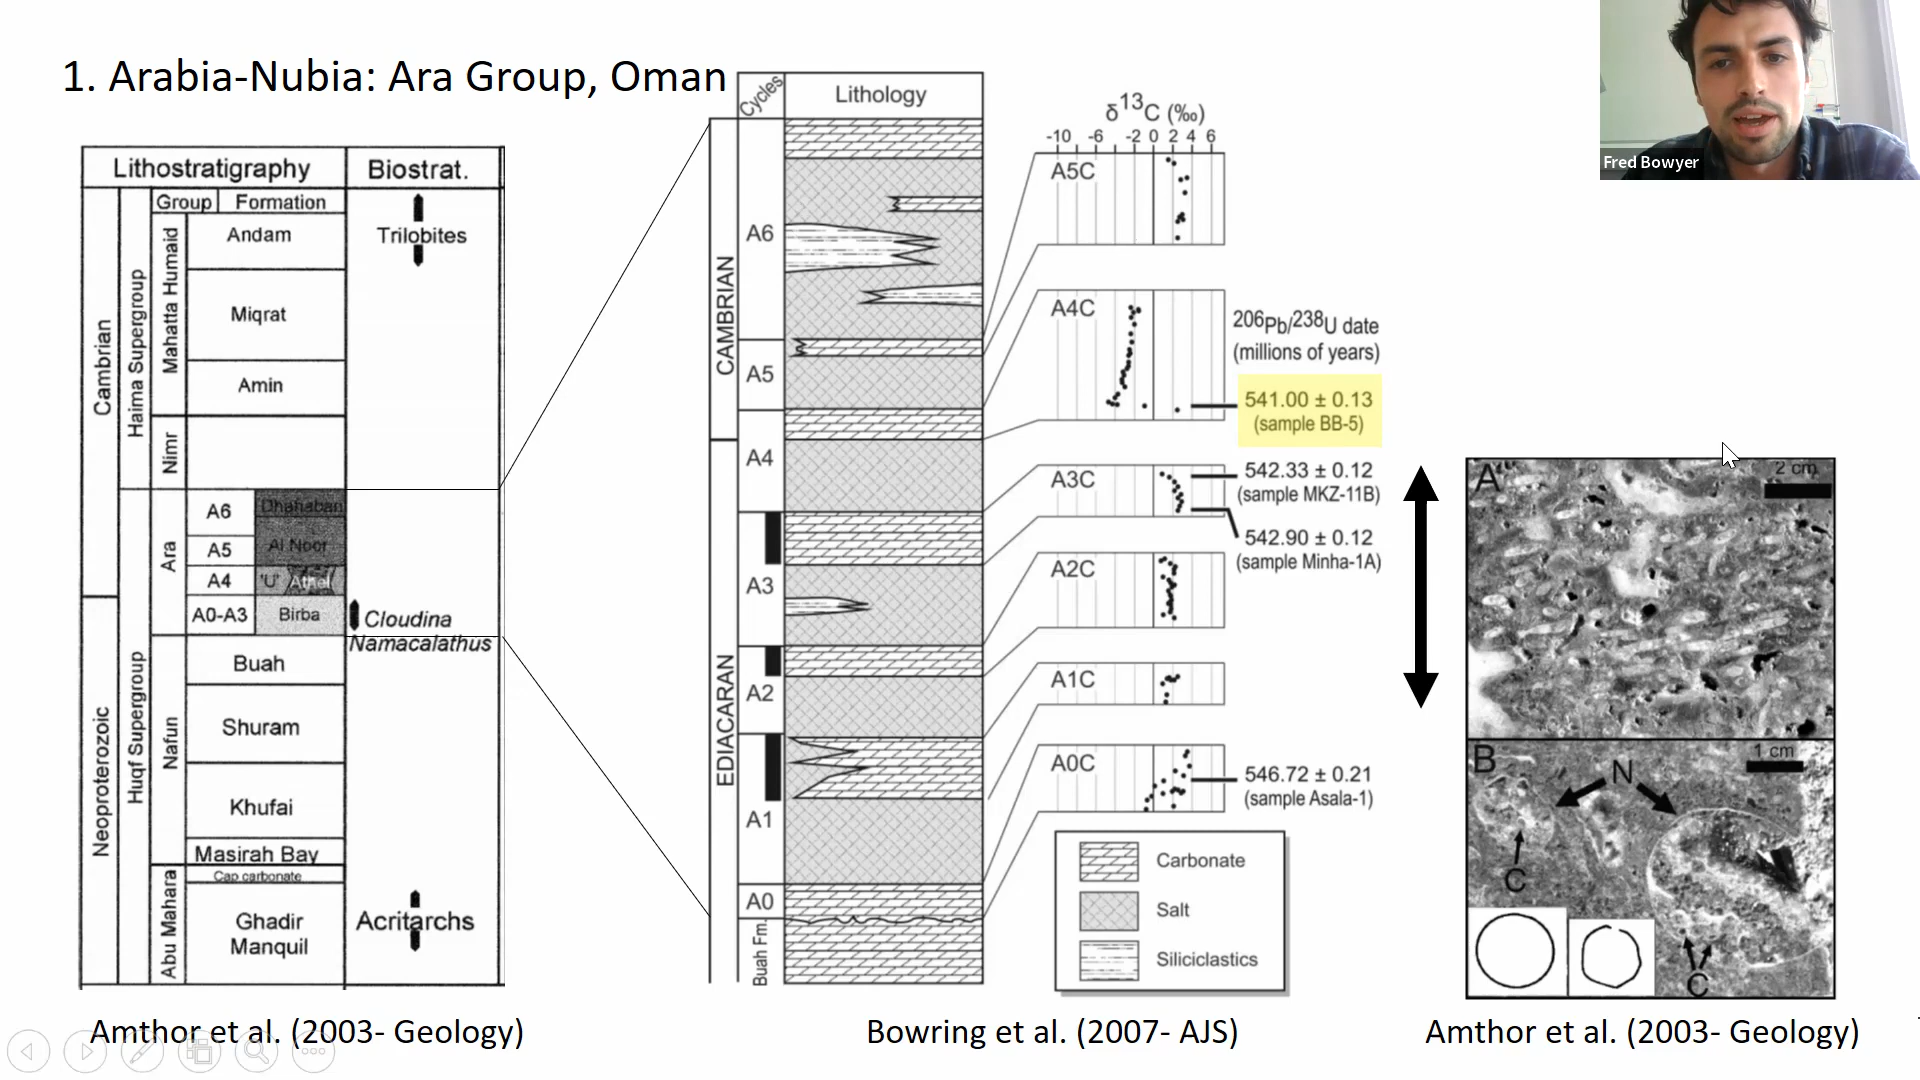 1. Arabia-Nubia: Ara Group, Oman
Lithostratigraphy
Biostrat.
Group
Formation
Cambrian
Neoproterozoic
Haima Supergroup
Huqf Supergroup
Mahatta Humaid
Nimr
Ara
Nafun
Abu Mahara
Andam
Miqrat
Amin
A6
Dhahaban
A5
Al Noor
A4
'U'
Athel
A0-A3
Birba
Buah
Shuram
Khufai
Masirah Bay
Cap carbonate
Ghadir
Manquil
Trilobites
Cloudina
Namacalathus
Acritarchs
Amthor et al. (2003- Geology)
Cycles
Lithology
CAMBRIAN
EDIACARAN
A6
A5
A4
A3
A2
A1
A0
Buah Fm.
δ13C (‰)
-10 -6 -2 0 2 4 6
A5C
A4C
A3C
A2C
A1C
A0C
206Pb/238U date
(millions of years)
541.00 ± 0.13
(sample BB-5)
542.33 ± 0.12
(sample MKZ-11B)
542.90 ± 0.12
(sample Minha-1A)
546.72 ± 0.21
(sample Asala-1)
Carbonate
Salt
Siliciclastics
Bowring et al. (2007- AJS)
Fred Bowyer
A
2 cm
B
1 cm
N
C
C
Amthor et al. (2003- Geology)